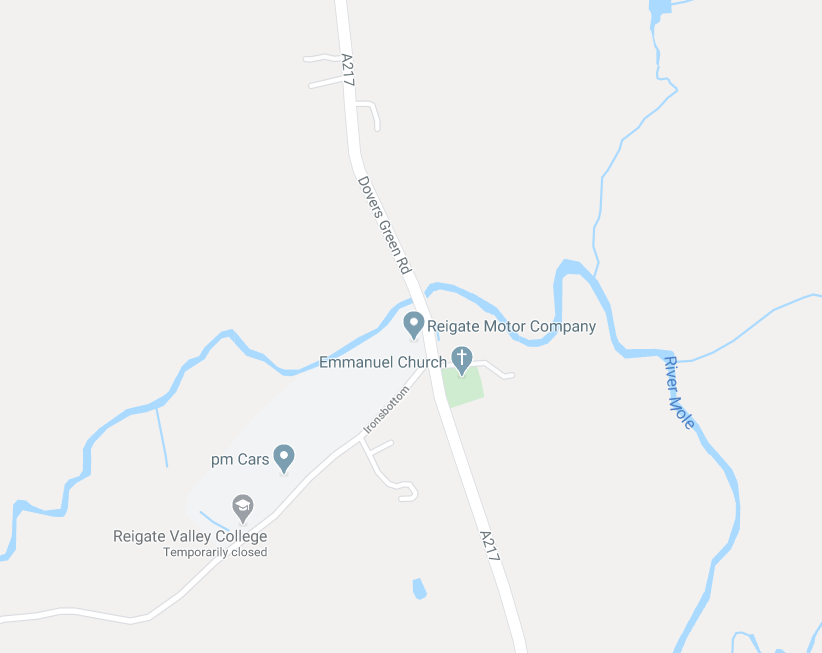 A217
Dovers Green Rd
Reigate Motor Company
Emmanuel Church
River Mole
Ironsbottom
pm Cars
Reigate Valley College
Temporarily closed
A217